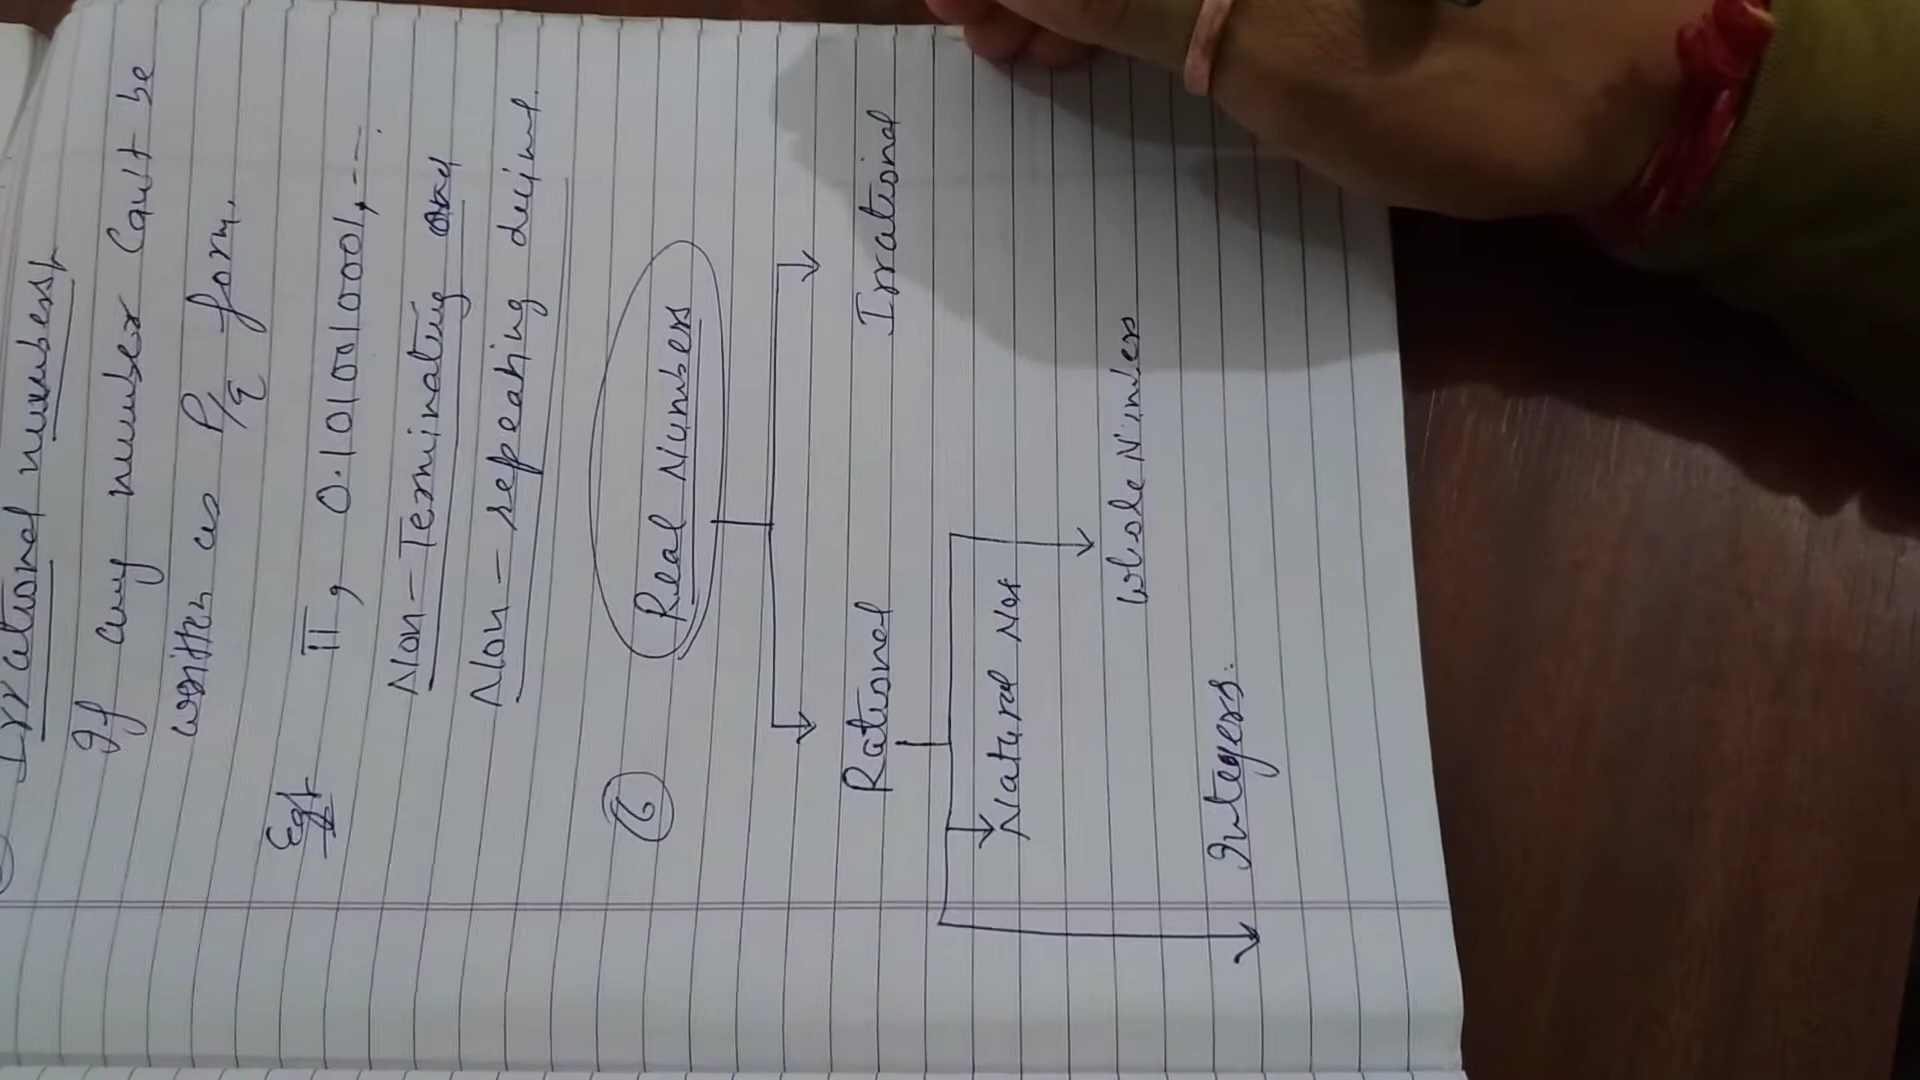 Irrational numbers
If any number Can't be
written as P/q form.
Eg:- π, 0.1010010001, ---.
Non-Terminating and
Non-repeating decimal.
6 Real Numbers
Rational Irrational
Natural Nos
Whole Numbers
Integers.